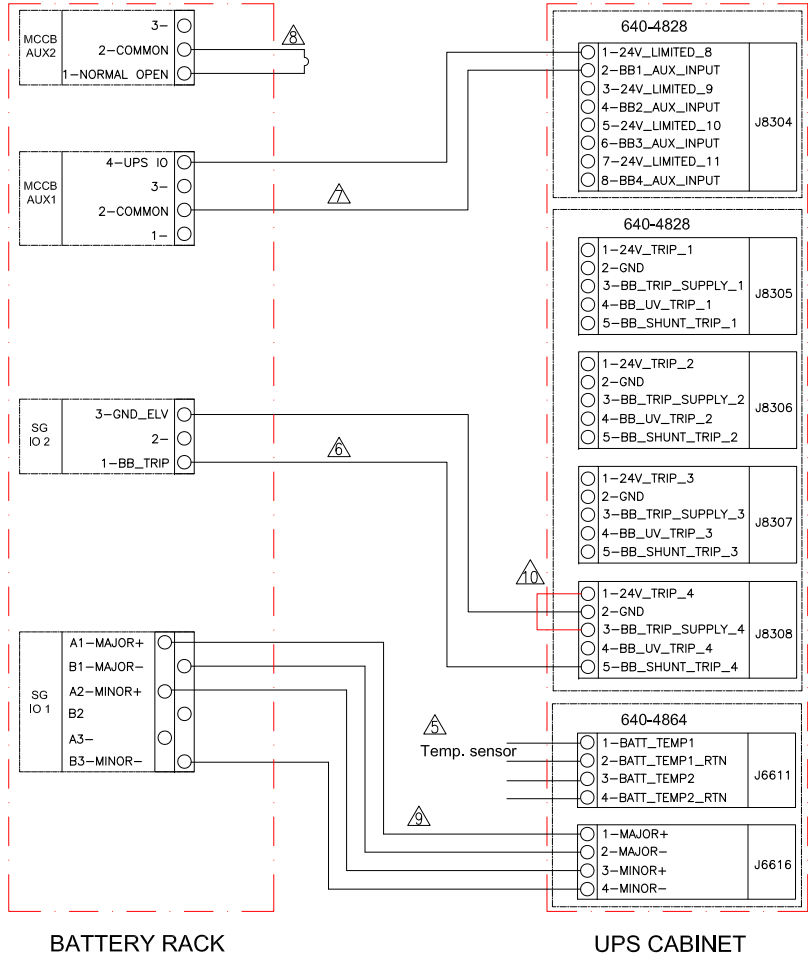 MCCB
AUX2
3-
2-COMMON
1-NORMAL OPEN
8
MCCB
AUX1
4-UPS IO
3-
2-COMMON
1-
7
SG
IO 2
3-GND_ELV
2-
1-BB_TRIP
6
SG
IO 1
A1-MAJOR+
B1-MAJOR-
A2-MINOR+
B2
A3-
B3-MINOR-
9
5
Temp. sensor
10
640-4828
1-24V_LIMITED_8
2-BB1_AUX_INPUT
3-24V_LIMITED_9
4-BB2_AUX_INPUT
5-24V_LIMITED_10
6-BB3_AUX_INPUT
7-24V_LIMITED_11
8-BB4_AUX_INPUT
J8304
640-4828
1-24V_TRIP_1
2-GND
3-BB_TRIP_SUPPLY_1
4-BB_UV_TRIP_1
5-BB_SHUNT_TRIP_1
J8305
1-24V_TRIP_2
2-GND
3-BB_TRIP_SUPPLY_2
4-BB_UV_TRIP_2
5-BB_SHUNT_TRIP_2
J8306
1-24V_TRIP_3
2-GND
3-BB_TRIP_SUPPLY_3
4-BB_UV_TRIP_3
5-BB_SHUNT_TRIP_3
J8307
1-24V_TRIP_4
2-GND
3-BB_TRIP_SUPPLY_4
4-BB_UV_TRIP_4
5-BB_SHUNT_TRIP_4
J8308
640-4864
1-BATT_TEMP1
2-BATT_TEMP1_RTN
3-BATT_TEMP2
4-BATT_TEMP2_RTN
J6611
1-MAJOR+
2-MAJOR-
3-MINOR+
4-MINOR-
J6616
BATTERY RACK
UPS CABINET